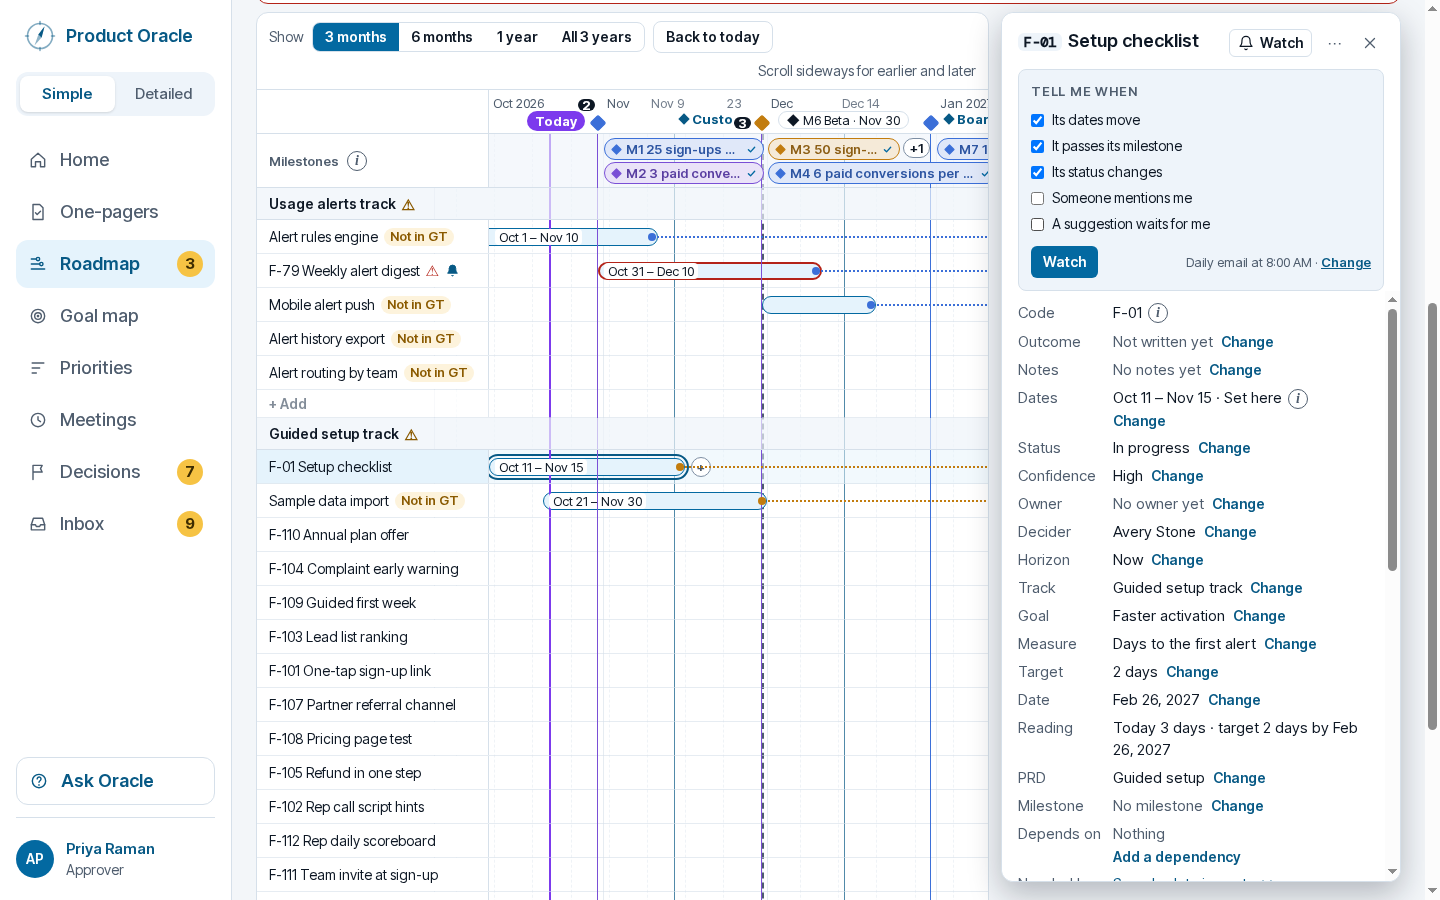 Product Oracle
Simple
Detailed
Home
One-pagers
Roadmap
3
Goal map
Priorities
Meetings
Decisions
7
Inbox
9
Ask Oracle
AP
Priya Raman
Approver
Show
3 months
6 months
1 year
All 3 years
Back to today
Scroll sideways for earlier and later
Oct 2026
2
Nov
Nov 9
23
Dec
Dec 14
Jan 2027
Today
Custo
3
M6 Beta · Nov 30
Boar
Milestones
i
M1 25 sign-ups ...
M3 50 sign-...
+1
M7 1
M2 3 paid conve...
M4 6 paid conversions per ...
Usage alerts track
Alert rules engine
Not in GT
Oct 1 – Nov 10
F-79 Weekly alert digest
Oct 31 – Dec 10
Mobile alert push
Not in GT
Alert history export
Not in GT
Alert routing by team
Not in GT
+ Add
Guided setup track
F-01 Setup checklist
Oct 11 – Nov 15
+
Sample data import
Not in GT
Oct 21 – Nov 30
F-110 Annual plan offer
F-104 Complaint early warning
F-109 Guided first week
F-103 Lead list ranking
F-101 One-tap sign-up link
F-107 Partner referral channel
F-108 Pricing page test
F-105 Refund in one step
F-102 Rep call script hints
F-112 Rep daily scoreboard
F-111 Team invite at sign-up
F-01 Setup checklist
Watch
...
TELL ME WHEN
Its dates move
It passes its milestone
Its status changes
Someone mentions me
A suggestion waits for me
Watch
Daily email at 8:00 AM · Change
Code F-01 i
Outcome Not written yet Change
Notes No notes yet Change
Dates Oct 11 – Nov 15 · Set here i
Change
Status In progress Change
Confidence High Change
Owner No owner yet Change
Decider Avery Stone Change
Horizon Now Change
Track Guided setup track Change
Goal Faster activation Change
Measure Days to the first alert Change
Target 2 days Change
Date Feb 26, 2027 Change
Reading Today 3 days · target 2 days by Feb
26, 2027
PRD Guided setup Change
Milestone No milestone Change
Depends on Nothing
Add a dependency